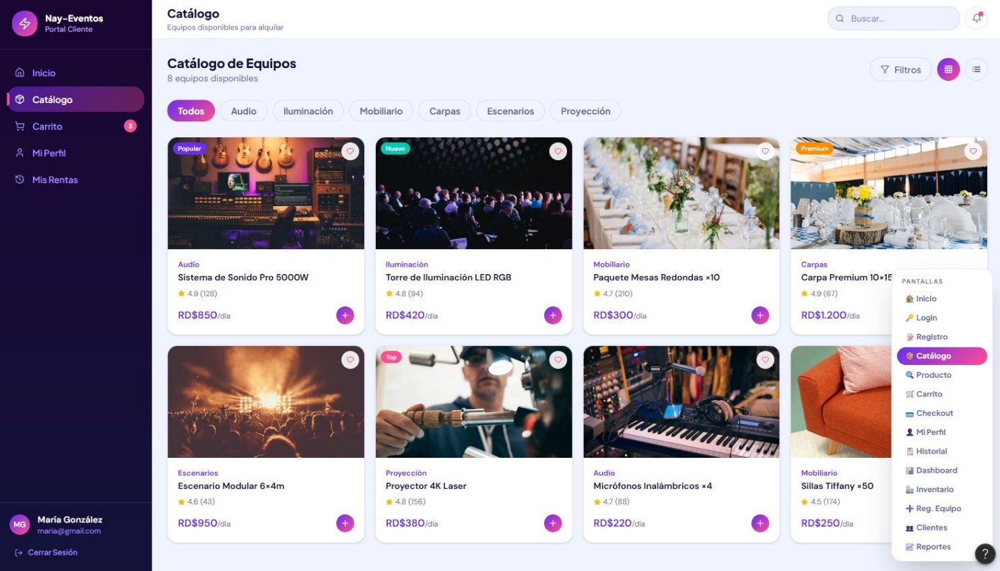 Nay-Eventos
Portal Cliente
Inicio
Catálogo
Carrito
3
Mi Perfil
Mis Rentas
MG
María González
maria@gmail.com
Cerrar Sesión
Catálogo
Equipos disponibles para alquilar
Buscar...
Catálogo de Equipos
8 equipos disponibles
Filtros
Todos
Audio
Iluminación
Mobiliario
Carpas
Escenarios
Proyección
Popular
Audio
Sistema de Sonido Pro 5000W
4.9 (128)
RD$850/día
+
Nuevo
Iluminación
Torre de Iluminación LED RGB
4.8 (94)
RD$420/día
+
Mobiliario
Paquete Mesas Redondas ×10
4.7 (210)
RD$300/día
+
Premium
Carpas
Carpa Premium 10×15
4.9 (67)
RD$1.200/día
Escenarios
Escenario Modular 6×4m
4.6 (43)
RD$950/día
+
Top
Proyección
Proyector 4K Laser
4.8 (156)
RD$380/día
+
Audio
Micrófonos Inalámbricos ×4
4.7 (88)
RD$220/día
+
Mobiliario
Sillas Tiffany ×50
4.5 (174)
RD$250/día
PANTALLAS
Inicio
Login
Registro
Catálogo
Producto
Carrito
Checkout
Mi Perfil
Historial
Dashboard
Inventario
Reg. Equipo
Clientes
Reportes
?